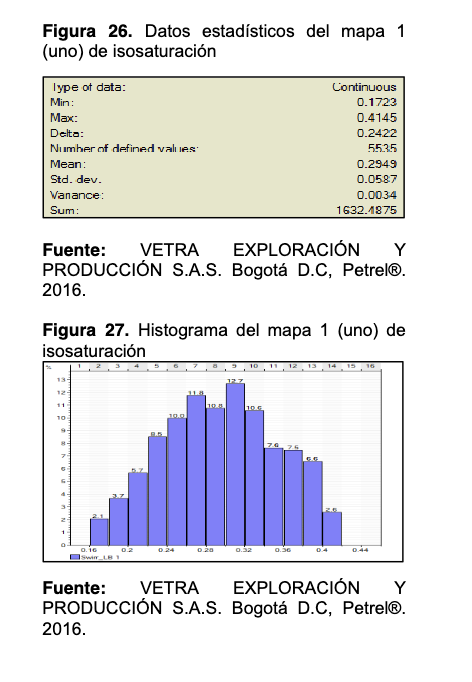 Figura 26. Datos estadísticos del mapa 1
(uno) de isosaturación
Type of data: Continuous
Min: 0.1723
Max: 0.4145
Delta: 0.2422
Number of defined values: 5535
Mean: 0.2949
Std. dev. 0.0587
Variance: 0.0034
Sum: 1632.4875
Fuente: VETRA EXPLORACIÓN Y
PRODUCCIÓN S.A.S. Bogotá D.C, Petrel®.
2016.
Figura 27. Histograma del mapa 1 (uno) de
isosaturación
% 1 2 3 4 5 6 7 8 9 10 11 12 13 14 15 16
13
12
11
10
9
8
7
6
5
4
3
2
1
0
2.1 3.7 5.7 8.5 10.0 11.8 10.8 12.7 10.6 7.6 7.5 6.6 2.6
0.16 0.2 0.24 0.28 0.32 0.36 0.4 0.44
Swirr_LB 1
Fuente: VETRA EXPLORACIÓN Y
PRODUCCIÓN S.A.S. Bogotá D.C, Petrel®.
2016.